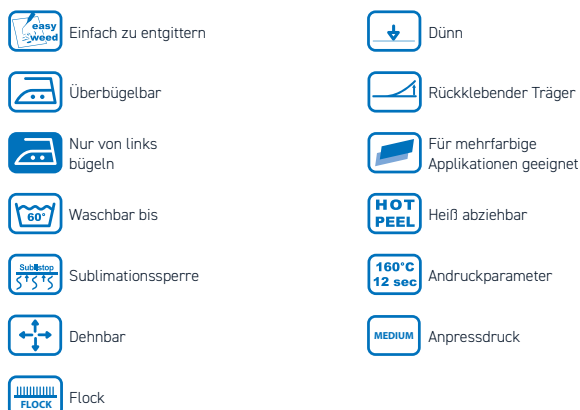 easy
weed
Einfach zu entgittern
Überbügelbar
Nur von links
bügeln
60°
Waschbar bis
Sublistop
Sublimationssperre
Dehnbar
FLOCK
Flock
Dünn
Rückklebender Träger
Für mehrfarbige
Applikationen geeignet
HOT
PEEL
Heiß abziehbar
160°C
12 sec
Andruckparameter
MEDIUM
Anpressdruck